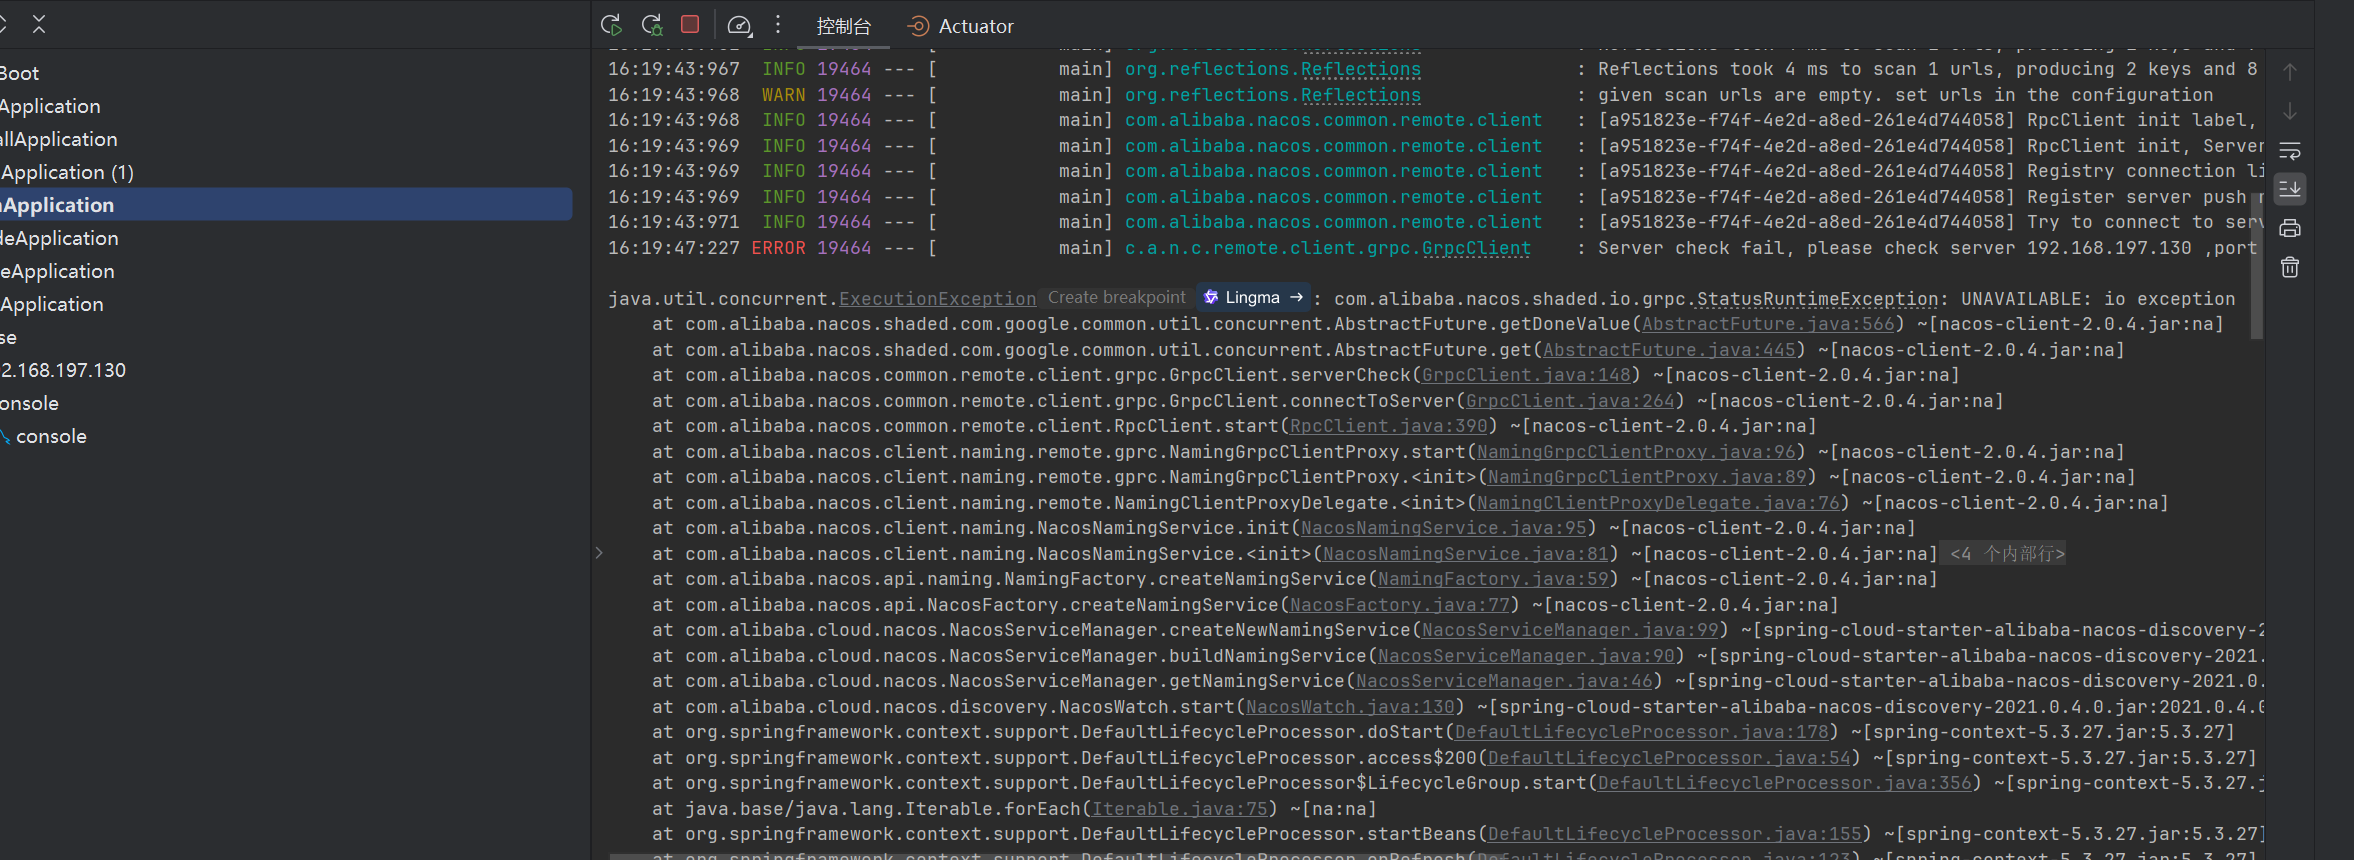 控制台
Actuator
Boot
Application
allApplication
Application (1)
Application
deApplication
eApplication
Application
se
2.168.197.130
onsole
console
16:19:43:967  INFO 19464 --- [           main] org.reflections.Reflections              : Reflections took 4 ms to scan 1 urls, producing 2 keys and 8
16:19:43:968  WARN 19464 --- [           main] org.reflections.Reflections              : given scan urls are empty. set urls in the configuration
16:19:43:968  INFO 19464 --- [           main] com.alibaba.nacos.common.remote.client   : [a951823e-f74f-4e2d-a8ed-261e4d744058] RpcClient init label,
16:19:43:969  INFO 19464 --- [           main] com.alibaba.nacos.common.remote.client   : [a951823e-f74f-4e2d-a8ed-261e4d744058] RpcClient init, Server
16:19:43:969  INFO 19464 --- [           main] com.alibaba.nacos.common.remote.client   : [a951823e-f74f-4e2d-a8ed-261e4d744058] Registry connection li
16:19:43:969  INFO 19464 --- [           main] com.alibaba.nacos.common.remote.client   : [a951823e-f74f-4e2d-a8ed-261e4d744058] Register server push
16:19:43:971  INFO 19464 --- [           main] com.alibaba.nacos.common.remote.client   : [a951823e-f74f-4e2d-a8ed-261e4d744058] Try to connect to serv
16:19:47:227 ERROR 19464 --- [           main] c.a.n.c.remote.client.grpc.GrpcClient    : Server check fail, please check server 192.168.197.130 ,port
java.util.concurrent.ExecutionException Create breakpoint Lingma → : com.alibaba.nacos.shaded.io.grpc.StatusRuntimeException: UNAVAILABLE: io exception
at com.alibaba.nacos.shaded.com.google.common.util.concurrent.AbstractFuture.getDoneValue(AbstractFuture.java:566) ~[nacos-client-2.0.4.jar:na]
at com.alibaba.nacos.shaded.com.google.common.util.concurrent.AbstractFuture.get(AbstractFuture.java:445) ~[nacos-client-2.0.4.jar:na]
at com.alibaba.nacos.common.remote.client.grpc.GrpcClient.serverCheck(GrpcClient.java:148) ~[nacos-client-2.0.4.jar:na]
at com.alibaba.nacos.common.remote.client.grpc.GrpcClient.connectToServer(GrpcClient.java:264) ~[nacos-client-2.0.4.jar:na]
at com.alibaba.nacos.common.remote.client.RpcClient.start(RpcClient.java:390) ~[nacos-client-2.0.4.jar:na]
at com.alibaba.nacos.client.naming.remote.gprc.NamingGrpcClientProxy.start(NamingGrpcClientProxy.java:96) ~[nacos-client-2.0.4.jar:na]
at com.alibaba.nacos.client.naming.remote.gprc.NamingGrpcClientProxy.<init>(NamingGrpcClientProxy.java:89) ~[nacos-client-2.0.4.jar:na]
at com.alibaba.nacos.client.naming.remote.NamingClientProxyDelegate.<init>(NamingClientProxyDelegate.java:76) ~[nacos-client-2.0.4.jar:na]
at com.alibaba.nacos.client.naming.NacosNamingService.init(NacosNamingService.java:95) ~[nacos-client-2.0.4.jar:na]
at com.alibaba.nacos.client.naming.NacosNamingService.<init>(NacosNamingService.java:81) ~[nacos-client-2.0.4.jar:na] <4 个内部行>
at com.alibaba.nacos.api.naming.NamingFactory.createNamingService(NamingFactory.java:59) ~[nacos-client-2.0.4.jar:na]
at com.alibaba.nacos.api.NacosFactory.createNamingService(NacosFactory.java:77) ~[nacos-client-2.0.4.jar:na]
at com.alibaba.cloud.nacos.NacosServiceManager.createNewNamingService(NacosServiceManager.java:99) ~[spring-cloud-starter-alibaba-nacos-discovery-2
at com.alibaba.cloud.nacos.NacosServiceManager.buildNamingService(NacosServiceManager.java:90) ~[spring-cloud-starter-alibaba-nacos-discovery-2021.
at com.alibaba.cloud.nacos.NacosServiceManager.getNamingService(NacosServiceManager.java:46) ~[spring-cloud-starter-alibaba-nacos-discovery-2021.0.
at com.alibaba.cloud.nacos.discovery.NacosWatch.start(NacosWatch.java:130) ~[spring-cloud-starter-alibaba-nacos-discovery-2021.0.4.0.jar:2021.0.4.0
at org.springframework.context.support.DefaultLifecycleProcessor.doStart(DefaultLifecycleProcessor.java:178) ~[spring-context-5.3.27.jar:5.3.27]
at org.springframework.context.support.DefaultLifecycleProcessor.access$200(DefaultLifecycleProcessor.java:54) ~[spring-context-5.3.27.jar:5.3.27]
at org.springframework.context.support.DefaultLifecycleProcessor$LifecycleGroup.start(DefaultLifecycleProcessor.java:356) ~[spring-context-5.3.27.j
at java.base/java.lang.Iterable.forEach(Iterable.java:75) ~[na:na]
at org.springframework.context.support.DefaultLifecycleProcessor.startBeans(DefaultLifecycleProcessor.java:155) ~[spring-context-5.3.27.jar:5.3.27]